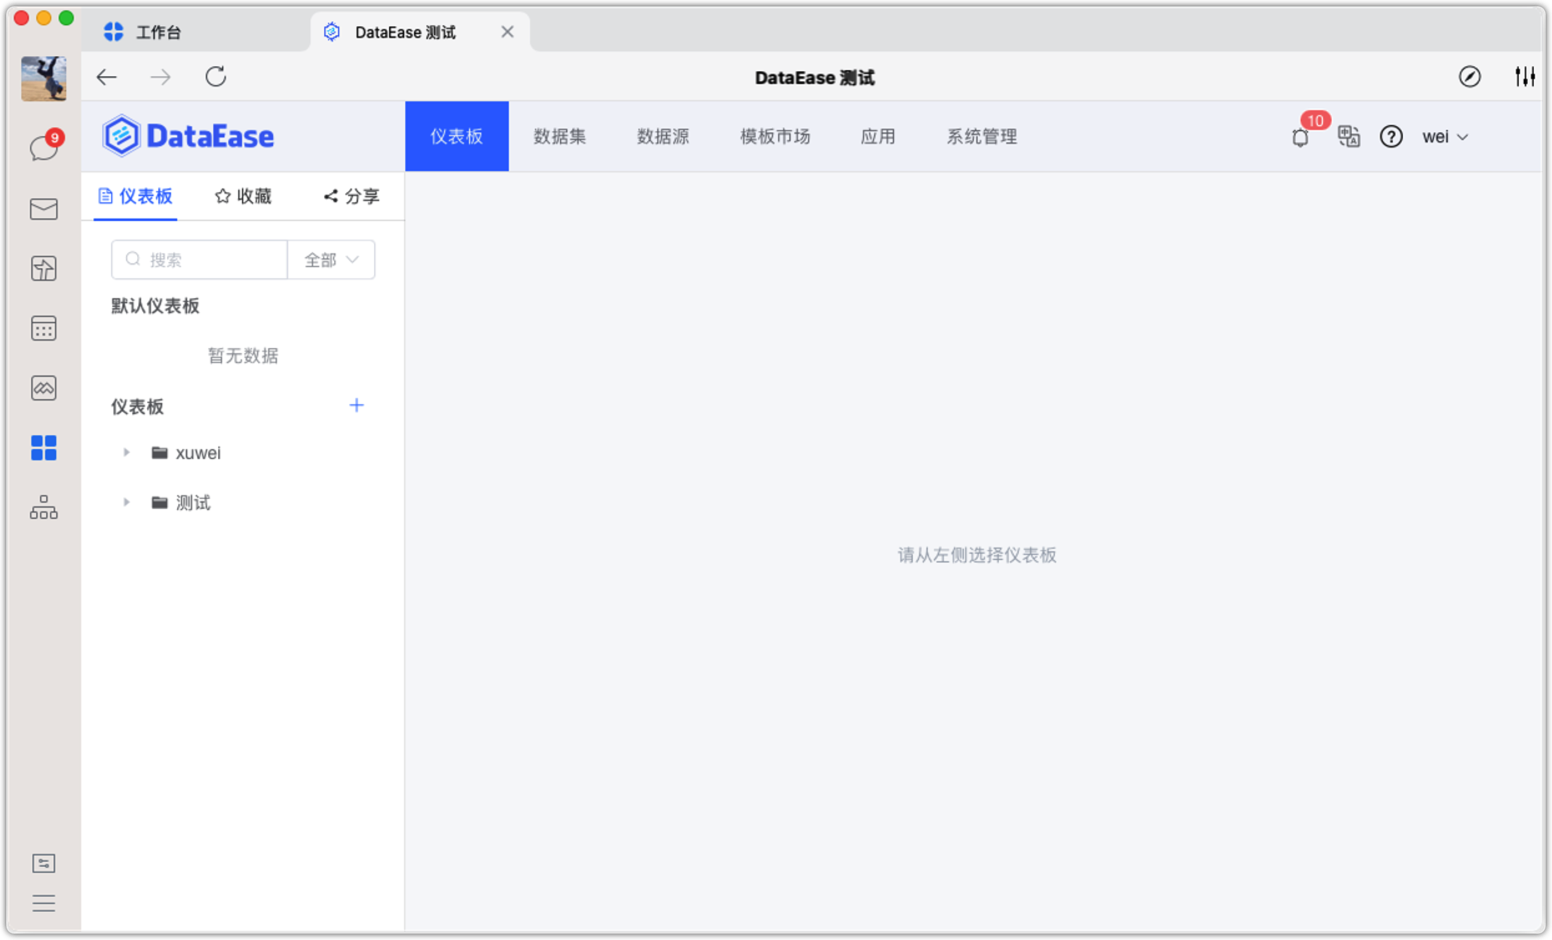 工作台
DataEase 测试
DataEase 测试
9
DataEase
仪表板 数据集 数据源 模板市场 应用 系统管理
10
wei
仪表板 收藏 分享
搜索 全部
默认仪表板
暂无数据
仪表板
xuwei
测试
请从左侧选择仪表板